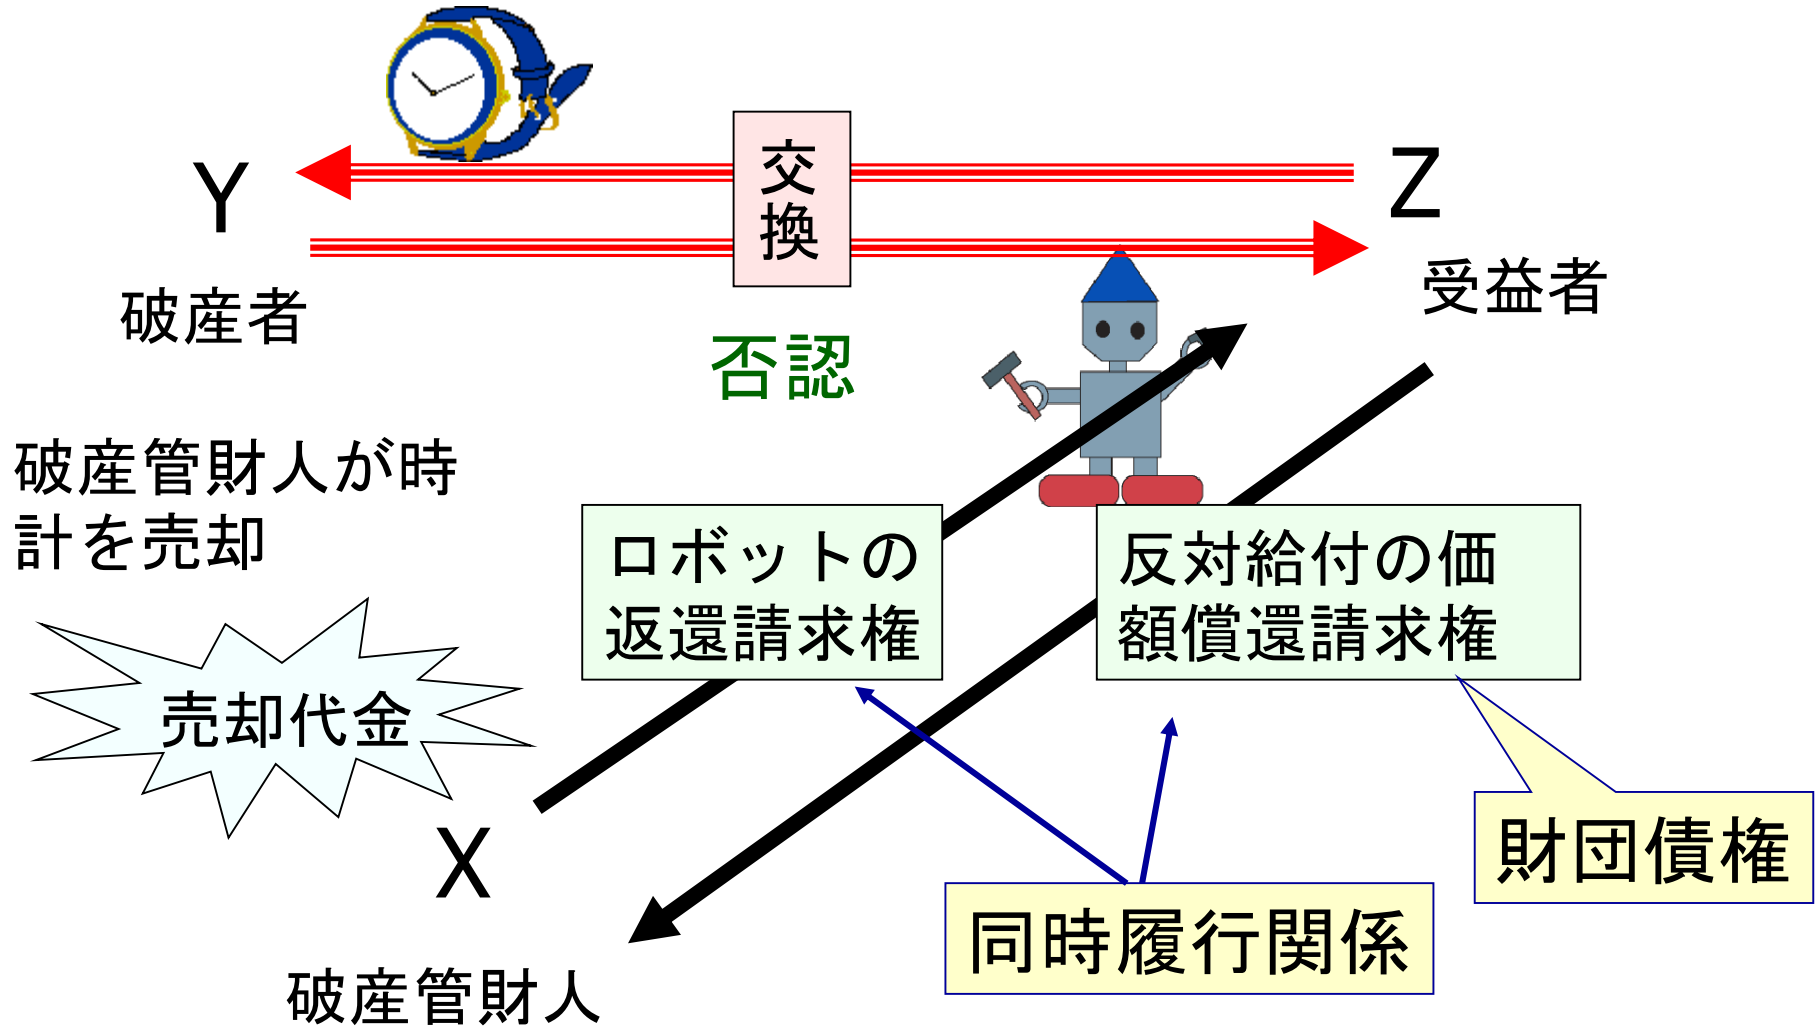 Y
破産者
交
換
Z
受益者
否認
破産管財人が時
計を売却
売却代金
ロボットの
返還請求権
反対給付の価
額償還請求権
X
破産管財人
同時履行関係
財団債権